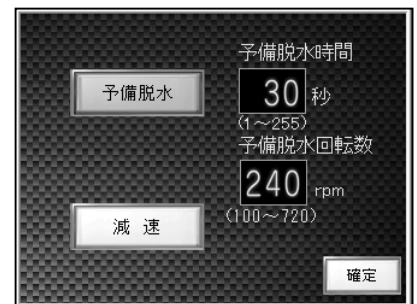 予備脱水時間
予備脱水
30 秒
(1～255)
予備脱水回転数
240 rpm
(100～720)
減 速
確定